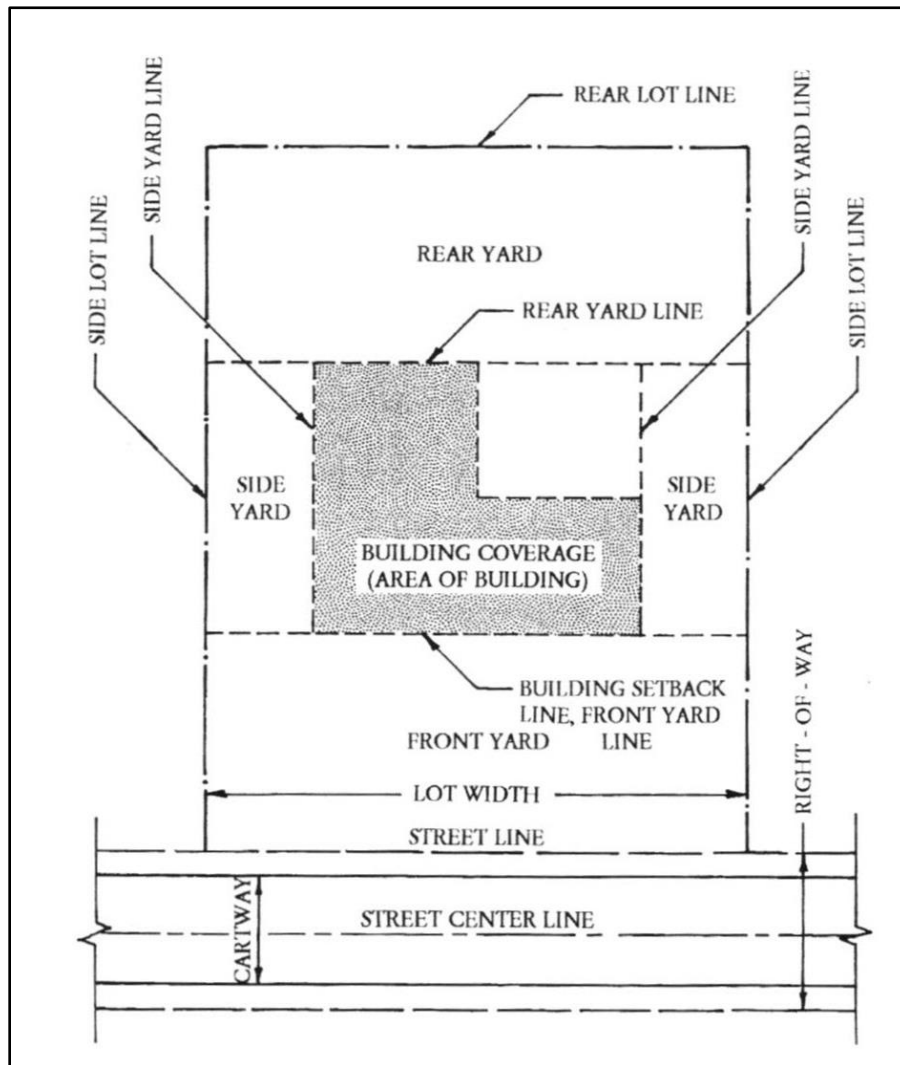 REAR LOT LINE
SIDE YARD LINE
SIDE YARD LINE
SIDE LOT LINE
SIDE LOT LINE
REAR YARD
REAR YARD LINE
SIDE
YARD
SIDE
YARD
BUILDING COVERAGE
(AREA OF BUILDING)
BUILDING SETBACK
LINE, FRONT YARD
FRONT YARD LINE
RIGHT - OF - WAY
LOT WIDTH
STREET LINE
CARTWAY
STREET CENTER LINE